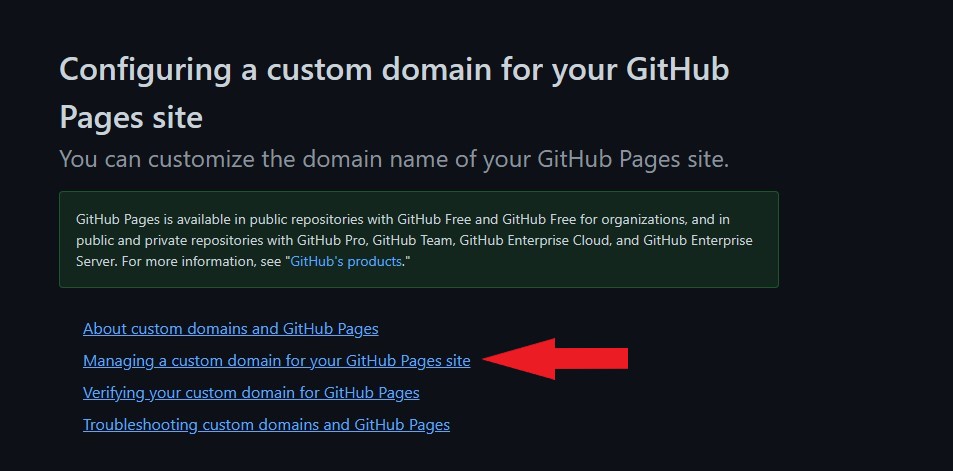 Configuring a custom domain for your GitHub
Pages site
You can customize the domain name of your GitHub Pages site.
GitHub Pages is available in public repositories with GitHub Free and GitHub Free for organizations, and in
public and private repositories with GitHub Pro, GitHub Team, GitHub Enterprise Cloud, and GitHub Enterprise
Server. For more information, see "GitHub's products."
About custom domains and GitHub Pages
Managing a custom domain for your GitHub Pages site
Verifying your custom domain for GitHub Pages
Troubleshooting custom domains and GitHub Pages